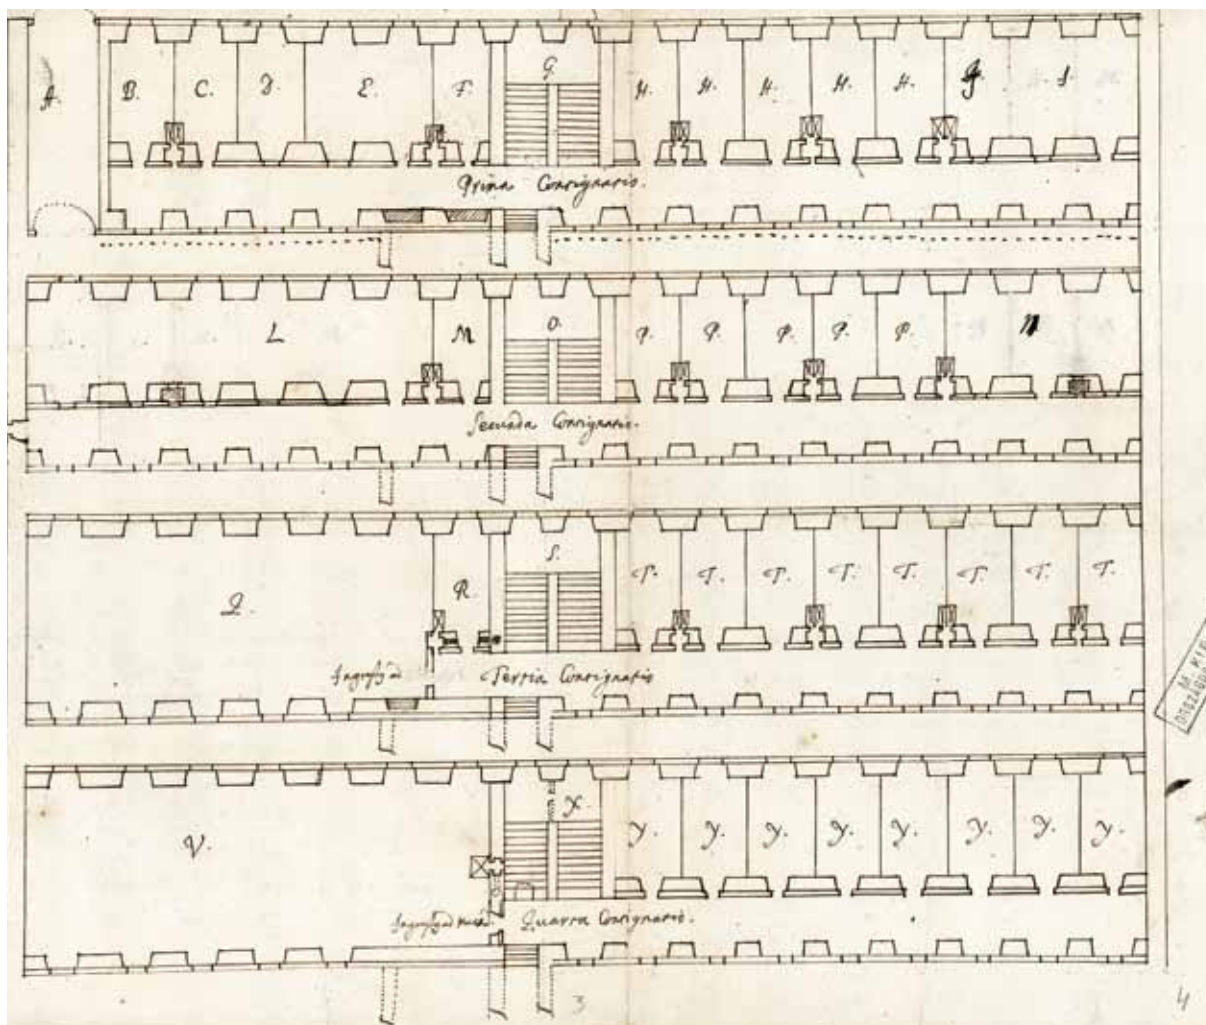 A. B. C. D. E. F. G. H. H. H. H. H. J.
Prima Contignatio.
L M O. P. P. P. P. P. N
Secunda Contignatio.
Q. R. S. T. T. T. T. T. T. T. T.
Tertia Contignatio
V. X. Y. Y. Y. Y. Y. Y. Y. Y.
Quarta Contignatio.
3 4